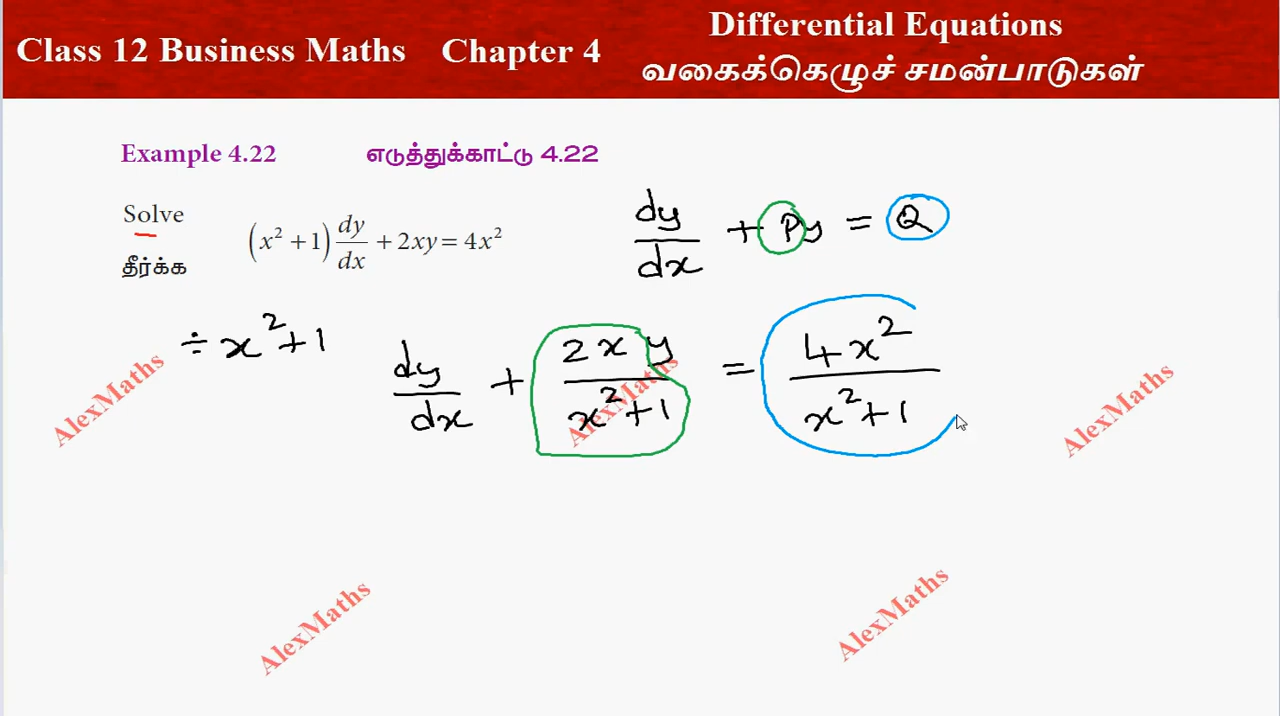 Class 12 Business Maths Chapter 4
Differential Equations
வகைக்கெழுச் சமன்பாடுகள்
Example 4.22 எடுத்துக்காட்டு 4.22
Solve
தீர்க்க
(x² + 1) dy/dx + 2xy = 4x²
dy/dx + Py = Q
÷ x² + 1
dy/dx + 2xy/(x² + 1) = 4x²/(x² + 1)
AlexMaths
AlexMaths
AlexMaths
AlexMaths
AlexMaths